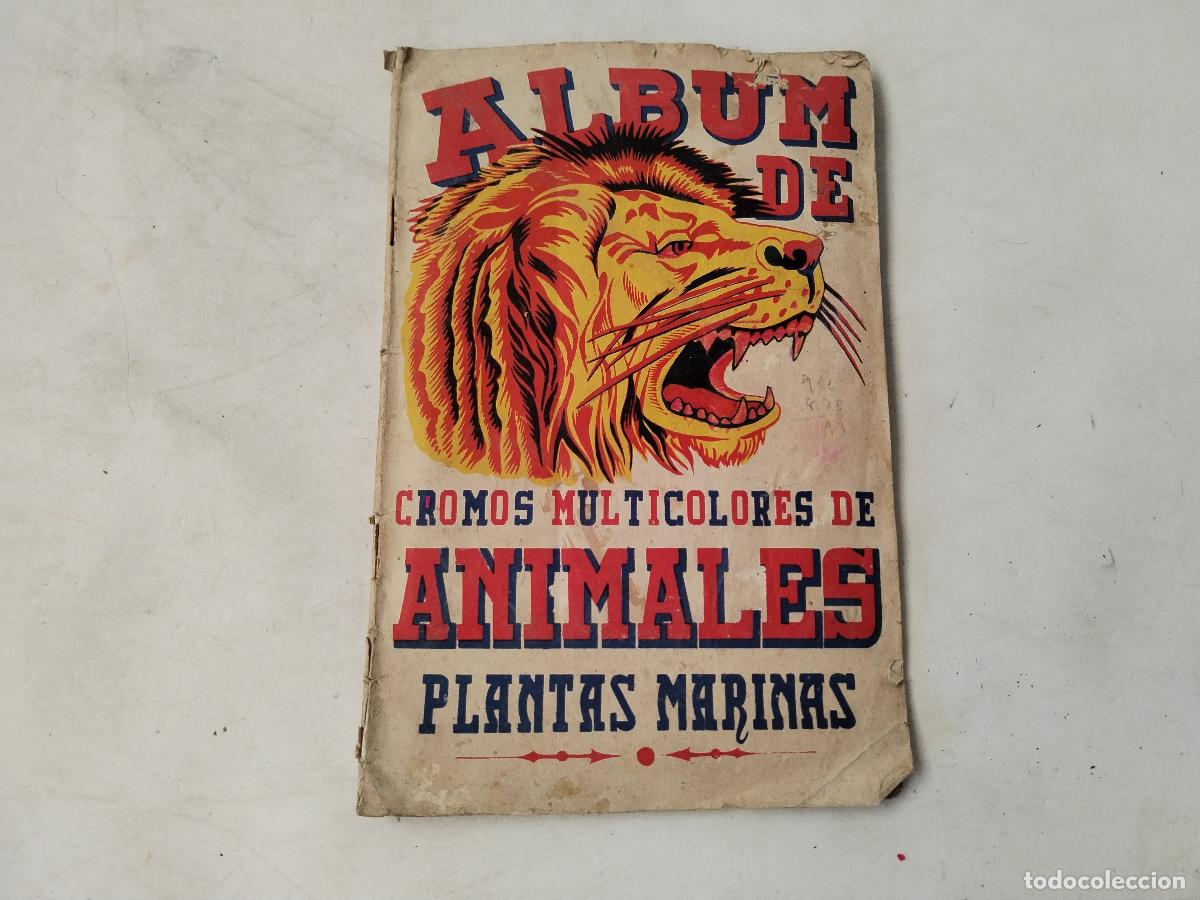 ALBUM
DE
CROMOS MULTICOLORES DE
ANIMALES
PLANTAS MARINAS
todocoleccion